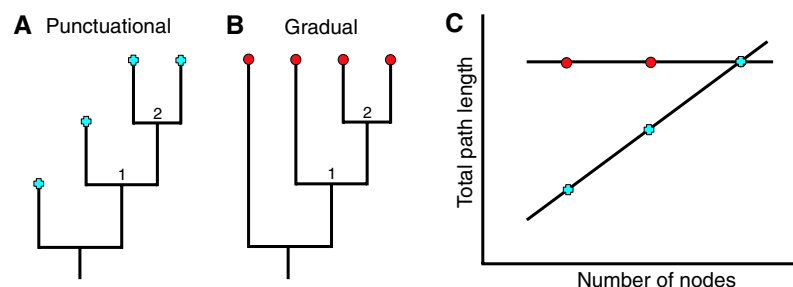 A Punctuational
B Gradual
C
2
1
2
1
Total path length
Number of nodes